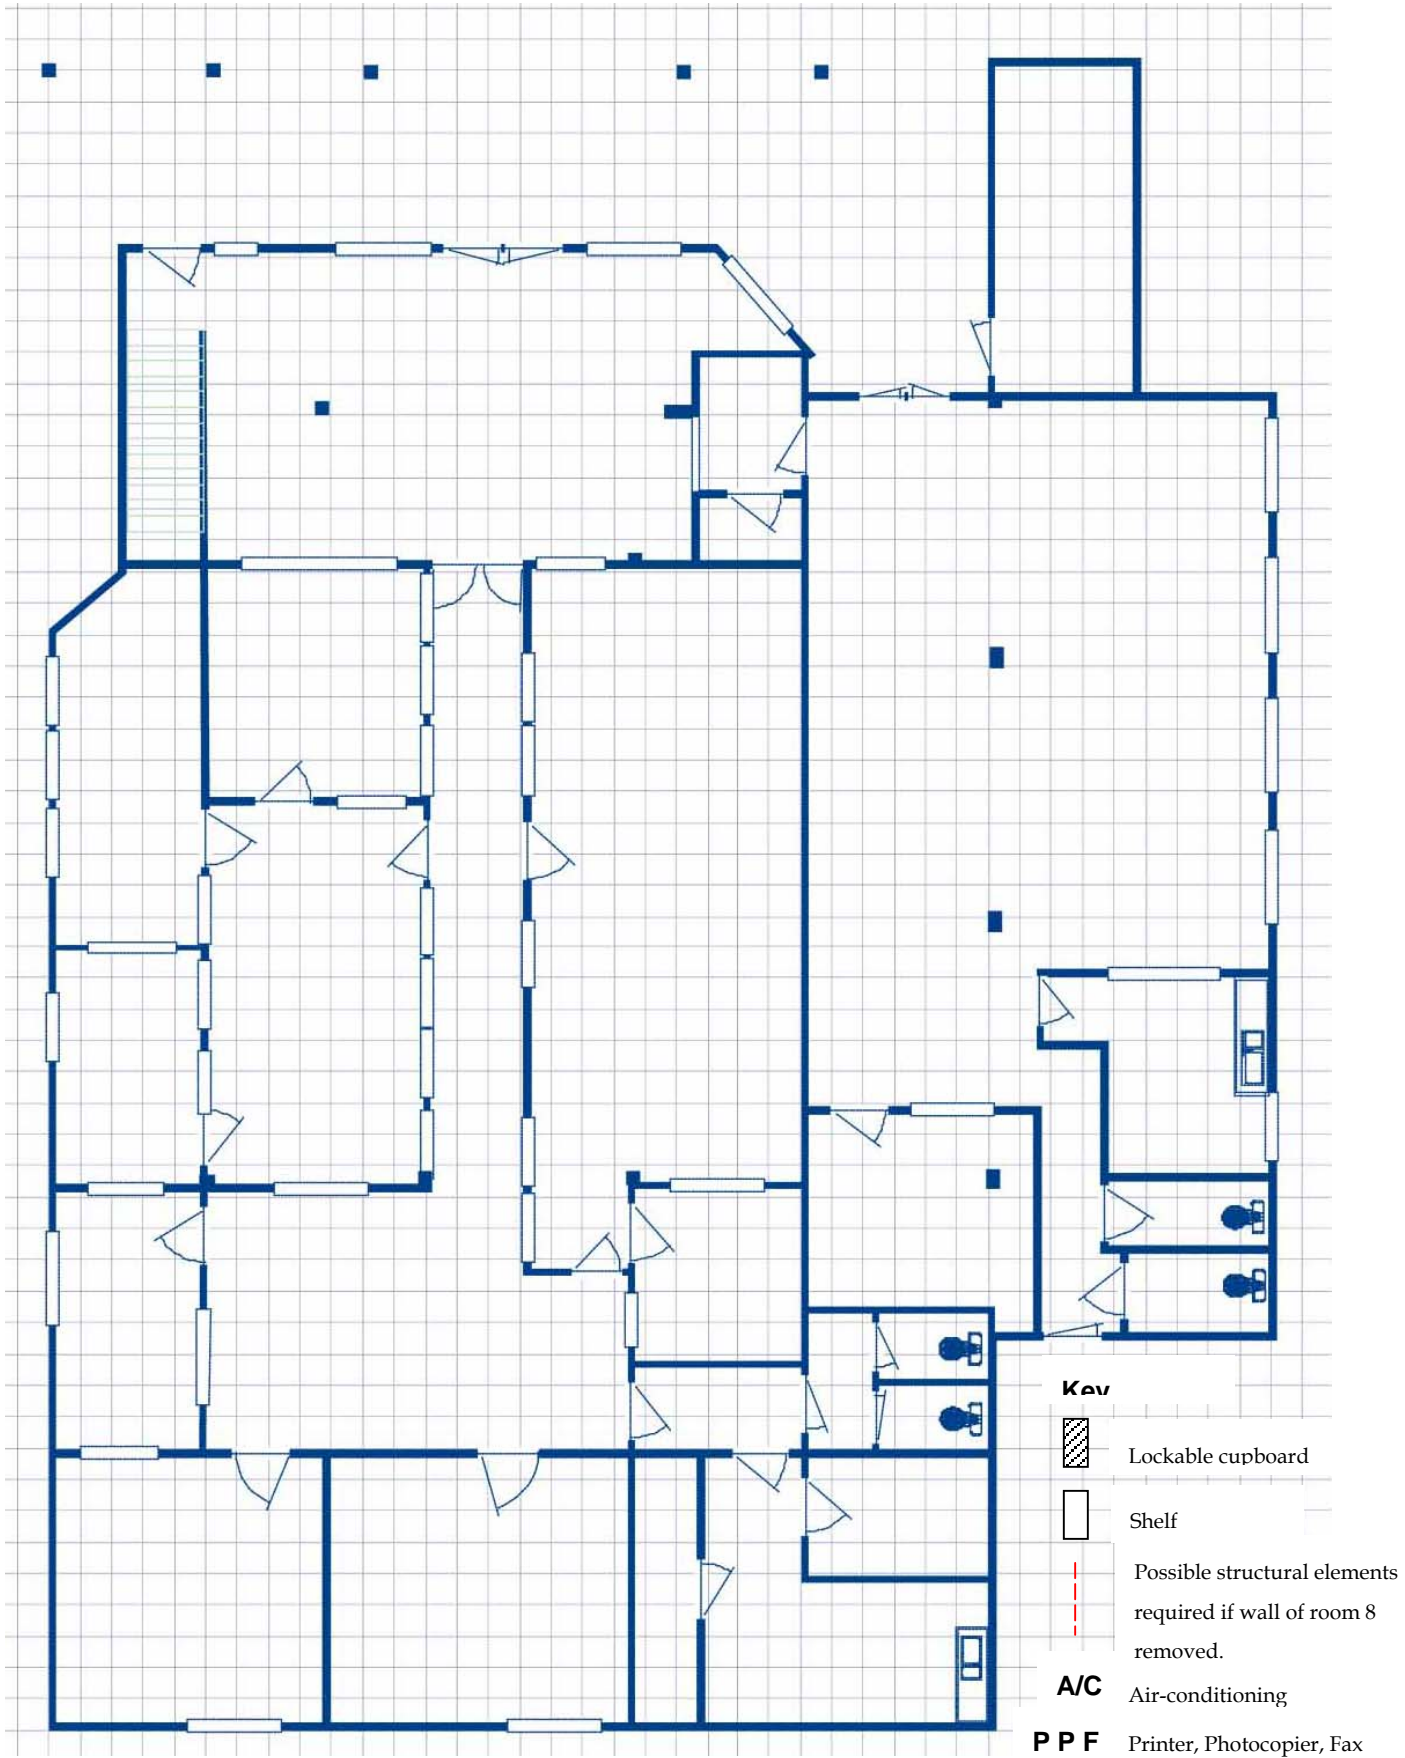 Key
Lockable cupboard
Shelf
Possible structural elements
required if wall of room 8
removed.
A/C Air-conditioning
P P F Printer, Photocopier, Fax